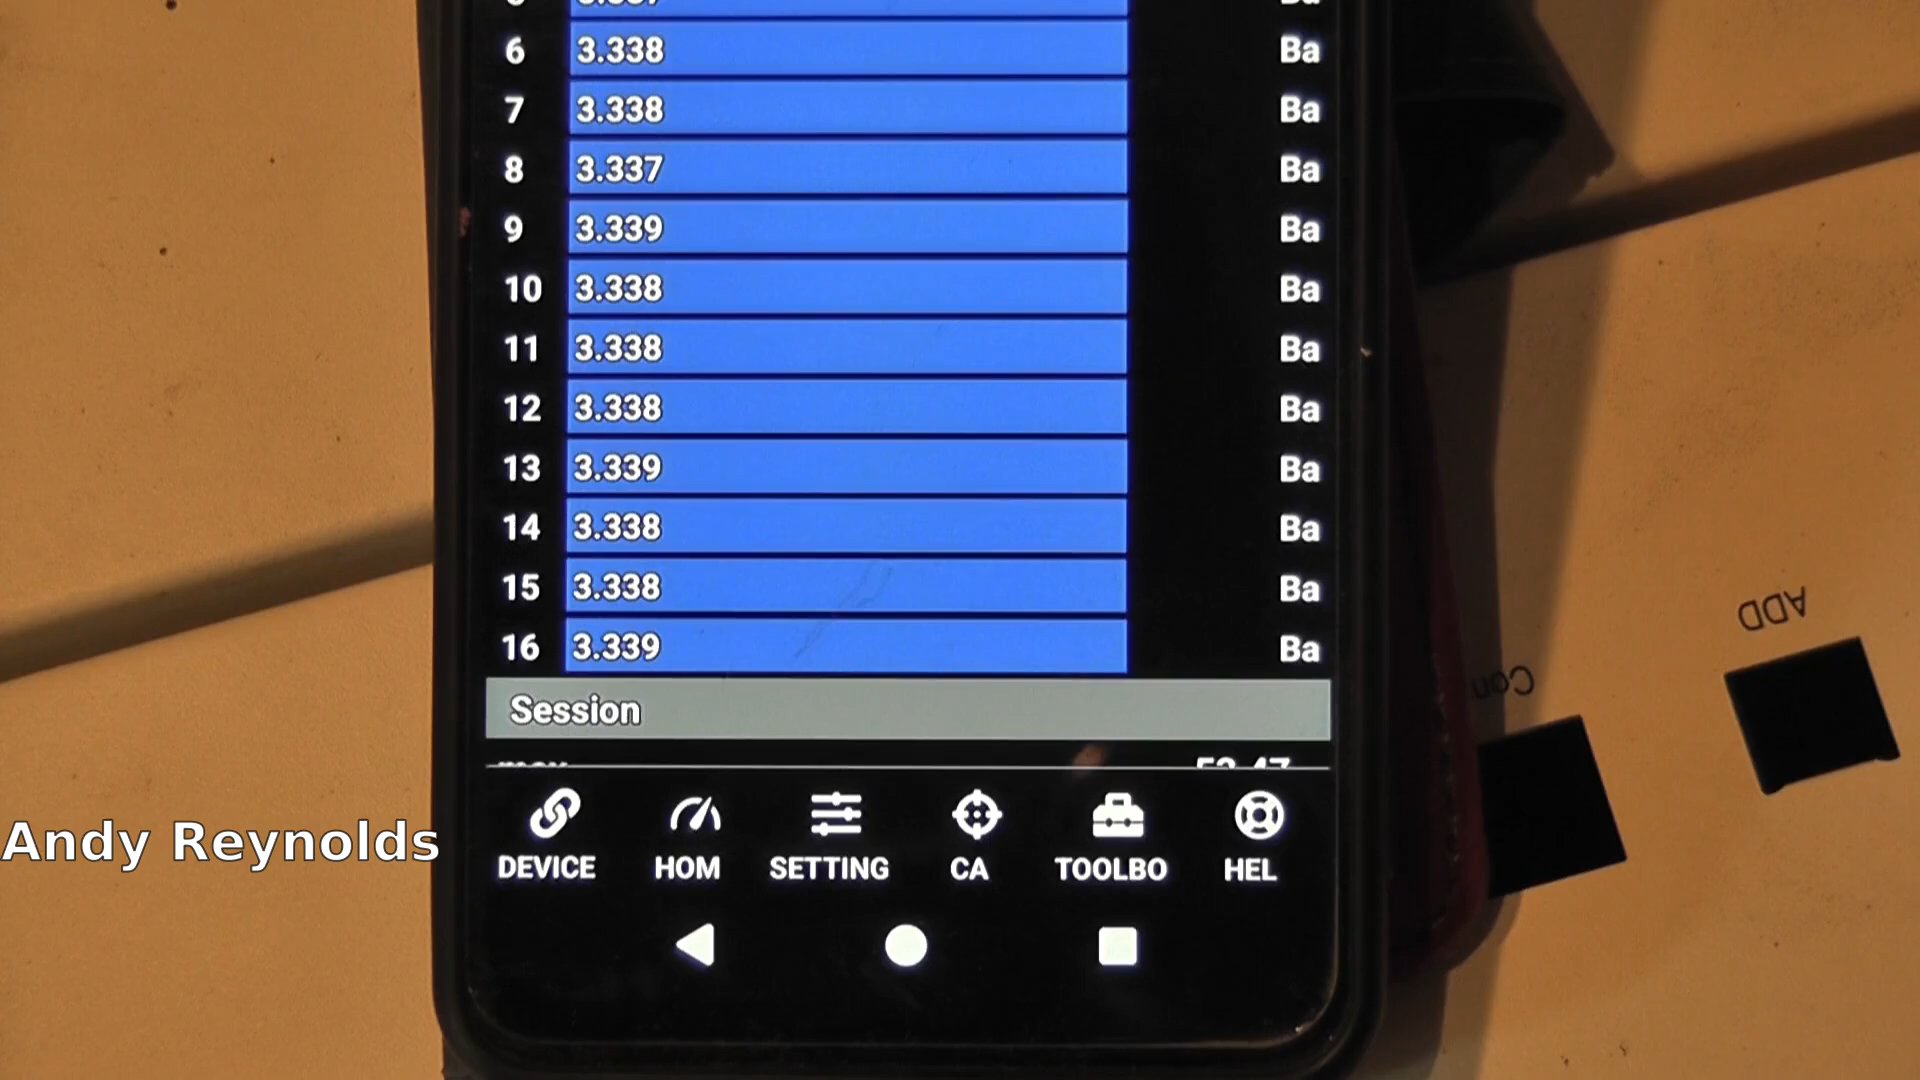 6 3.338 Ba
7 3.338 Ba
8 3.337 Ba
9 3.339 Ba
10 3.338 Ba
11 3.338 Ba
12 3.338 Ba
13 3.339 Ba
14 3.338 Ba
15 3.338 Ba
16 3.339 Ba
Session
DEVICE HOM SETTING CA TOOLBO HEL
Andy Reynolds
ADD
Con